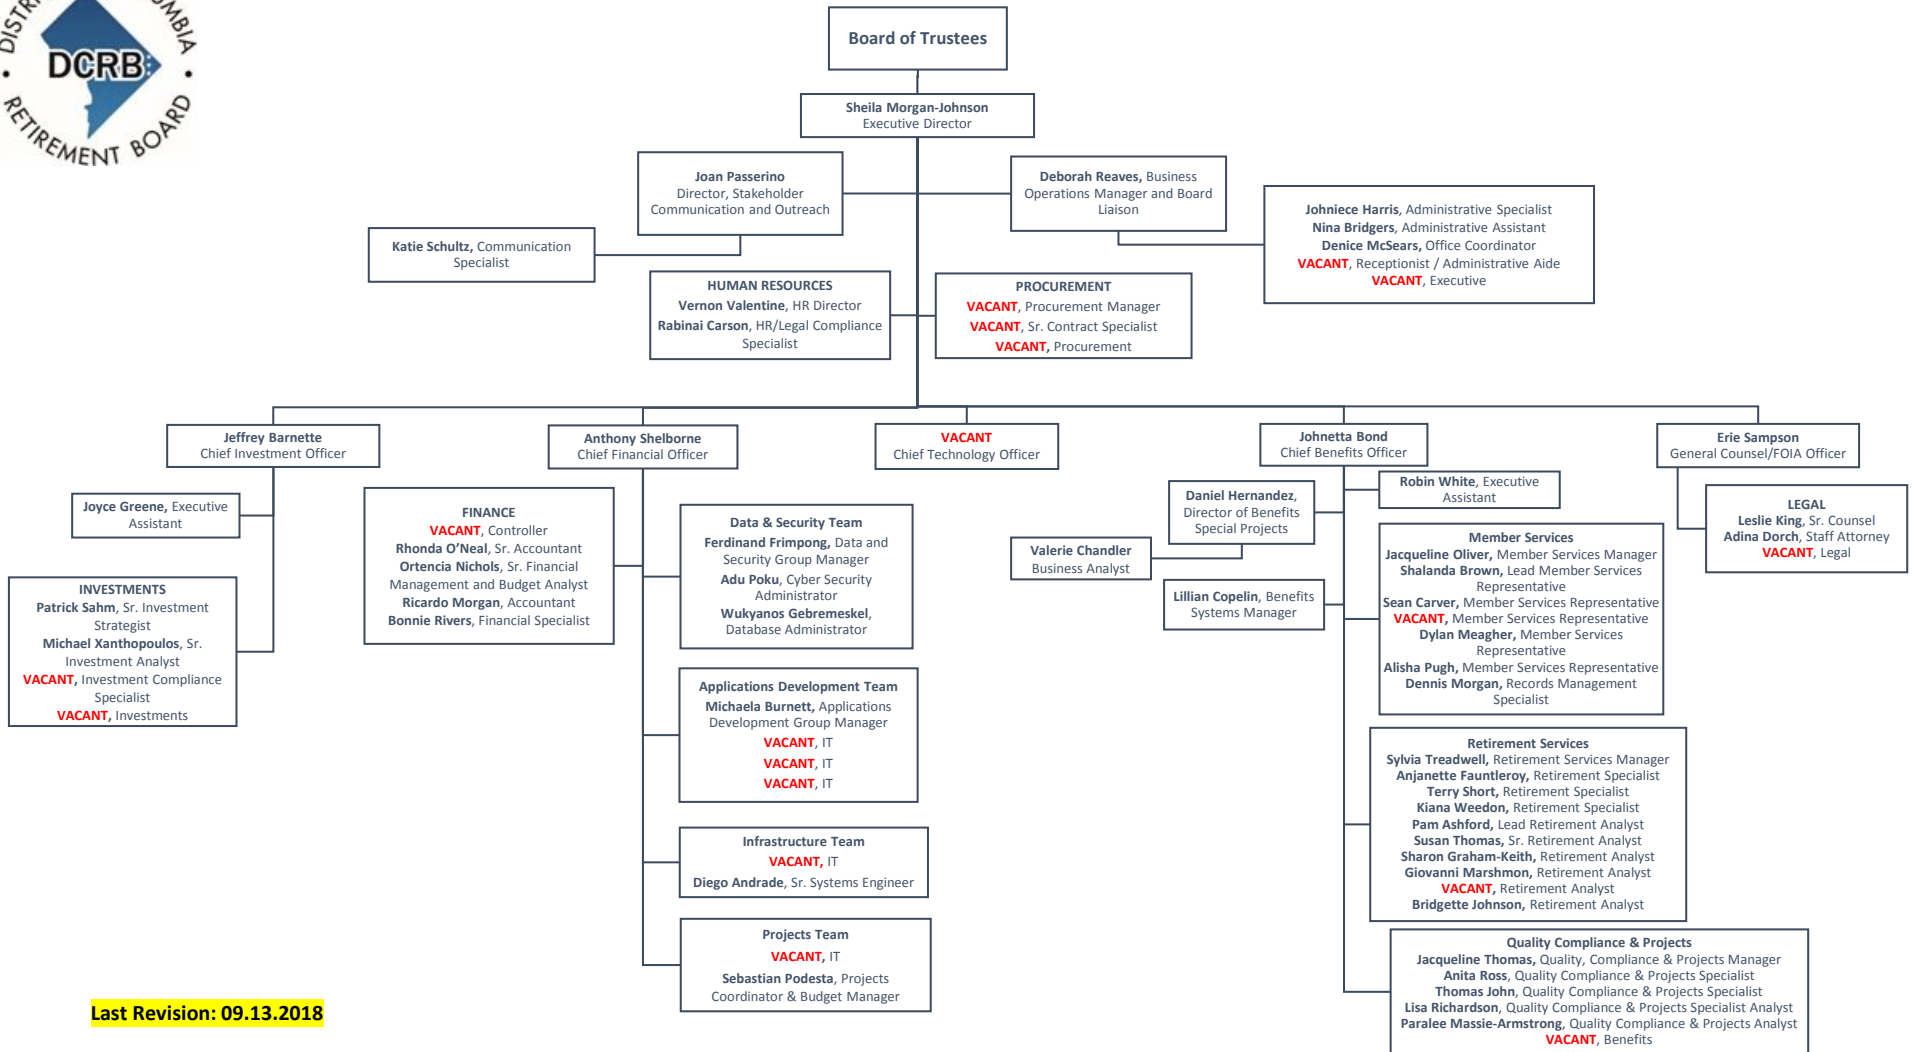 DISTRI
UMBIA
DCRB
RETIREMENT BOARD
Board of Trustees
Sheila Morgan-Johnson
Executive Director
Joan Passerino
Director, Stakeholder
Communication and Outreach
Deborah Reaves, Business
Operations Manager and Board
Liaison
Johniece Harris, Administrative Specialist
Nina Bridgers, Administrative Assistant
Denice McSears, Office Coordinator
VACANT, Receptionist / Administrative Aide
VACANT, Executive
Katie Schultz, Communication
Specialist
HUMAN RESOURCES
Vernon Valentine, HR Director
Rabinai Carson, HR/Legal Compliance
Specialist
PROCUREMENT
VACANT, Procurement Manager
VACANT, Sr. Contract Specialist
VACANT, Procurement
Jeffrey Barnette
Chief Investment Officer
Joyce Greene, Executive
Assistant
INVESTMENTS
Patrick Sahm, Sr. Investment
Strategist
Michael Xanthopoulos, Sr.
Investment Analyst
VACANT, Investment Compliance
Specialist
VACANT, Investments
Anthony Shelborne
Chief Financial Officer
FINANCE
VACANT, Controller
Rhonda O’Neal, Sr. Accountant
Ortencia Nichols, Sr. Financial
Management and Budget Analyst
Ricardo Morgan, Accountant
Bonnie Rivers, Financial Specialist
Data & Security Team
Ferdinand Frimpong, Data and
Security Group Manager
Adu Poku, Cyber Security
Administrator
Wukyanos Gebremeskel,
Database Administrator
Applications Development Team
Michaela Burnett, Applications
Development Group Manager
VACANT, IT
VACANT, IT
VACANT, IT
Infrastructure Team
VACANT, IT
Diego Andrade, Sr. Systems Engineer
Projects Team
VACANT, IT
Sebastian Podesta, Projects
Coordinator & Budget Manager
VACANT
Chief Technology Officer
Johnetta Bond
Chief Benefits Officer
Robin White, Executive
Assistant
Daniel Hernandez,
Director of Benefits
Special Projects
Valerie Chandler
Business Analyst
Lillian Copelin, Benefits
Systems Manager
Member Services
Jacqueline Oliver, Member Services Manager
Shalanda Brown, Lead Member Services
Representative
Sean Carver, Member Services Representative
VACANT, Member Services Representative
Dylan Meagher, Member Services
Representative
Alisha Pugh, Member Services Representative
Dennis Morgan, Records Management
Specialist
Retirement Services
Sylvia Treadwell, Retirement Services Manager
Anjanette Fauntleroy, Retirement Specialist
Terry Short, Retirement Specialist
Kiana Weedon, Retirement Specialist
Pam Ashford, Lead Retirement Analyst
Susan Thomas, Sr. Retirement Analyst
Sharon Graham-Keith, Retirement Analyst
Giovanni Marshmon, Retirement Analyst
VACANT, Retirement Analyst
Bridgette Johnson, Retirement Analyst
Quality Compliance & Projects
Jacqueline Thomas, Quality, Compliance & Projects Manager
Anita Ross, Quality Compliance & Projects Specialist
Thomas John, Quality Compliance & Projects Specialist
Lisa Richardson, Quality Compliance & Projects Specialist Analyst
Paralee Massie-Armstrong, Quality Compliance & Projects Analyst
VACANT, Benefits
Erie Sampson
General Counsel/FOIA Officer
LEGAL
Leslie King, Sr. Counsel
Adina Dorch, Staff Attorney
VACANT, Legal
Last Revision: 09.13.2018